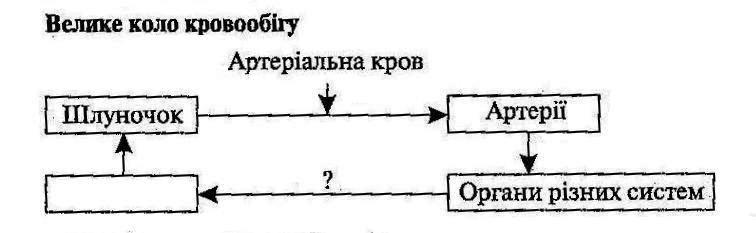 Велике коло кровообігу
Артеріальна кров
Шлуночок
Артерії
?
Органи різних систем